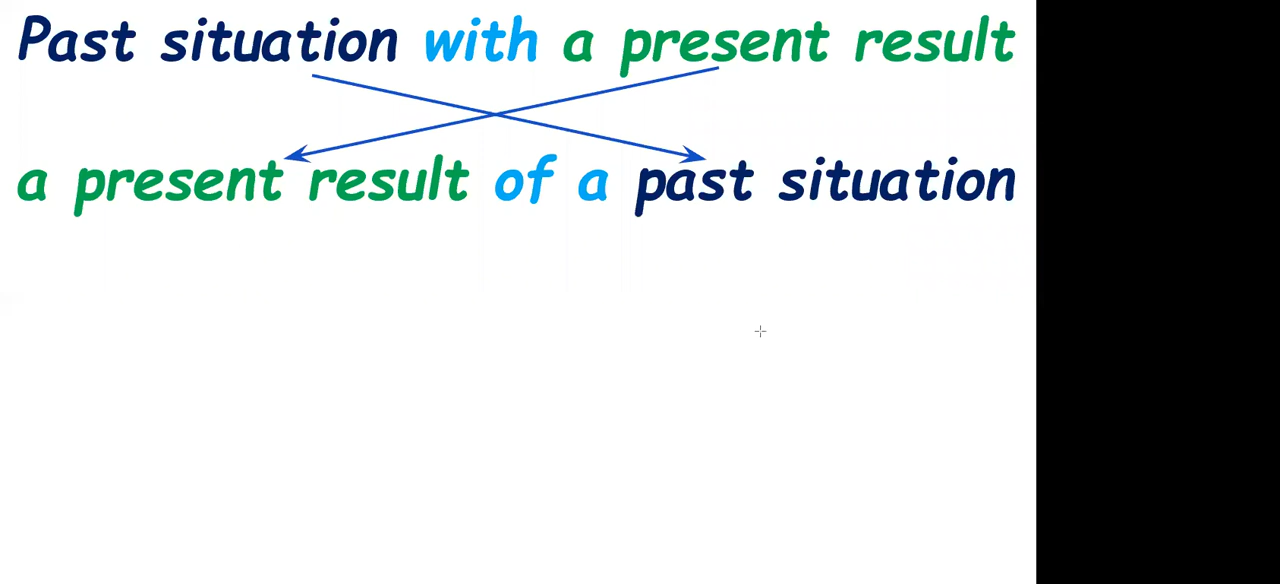 Past situation with a present result
a present result of a past situation